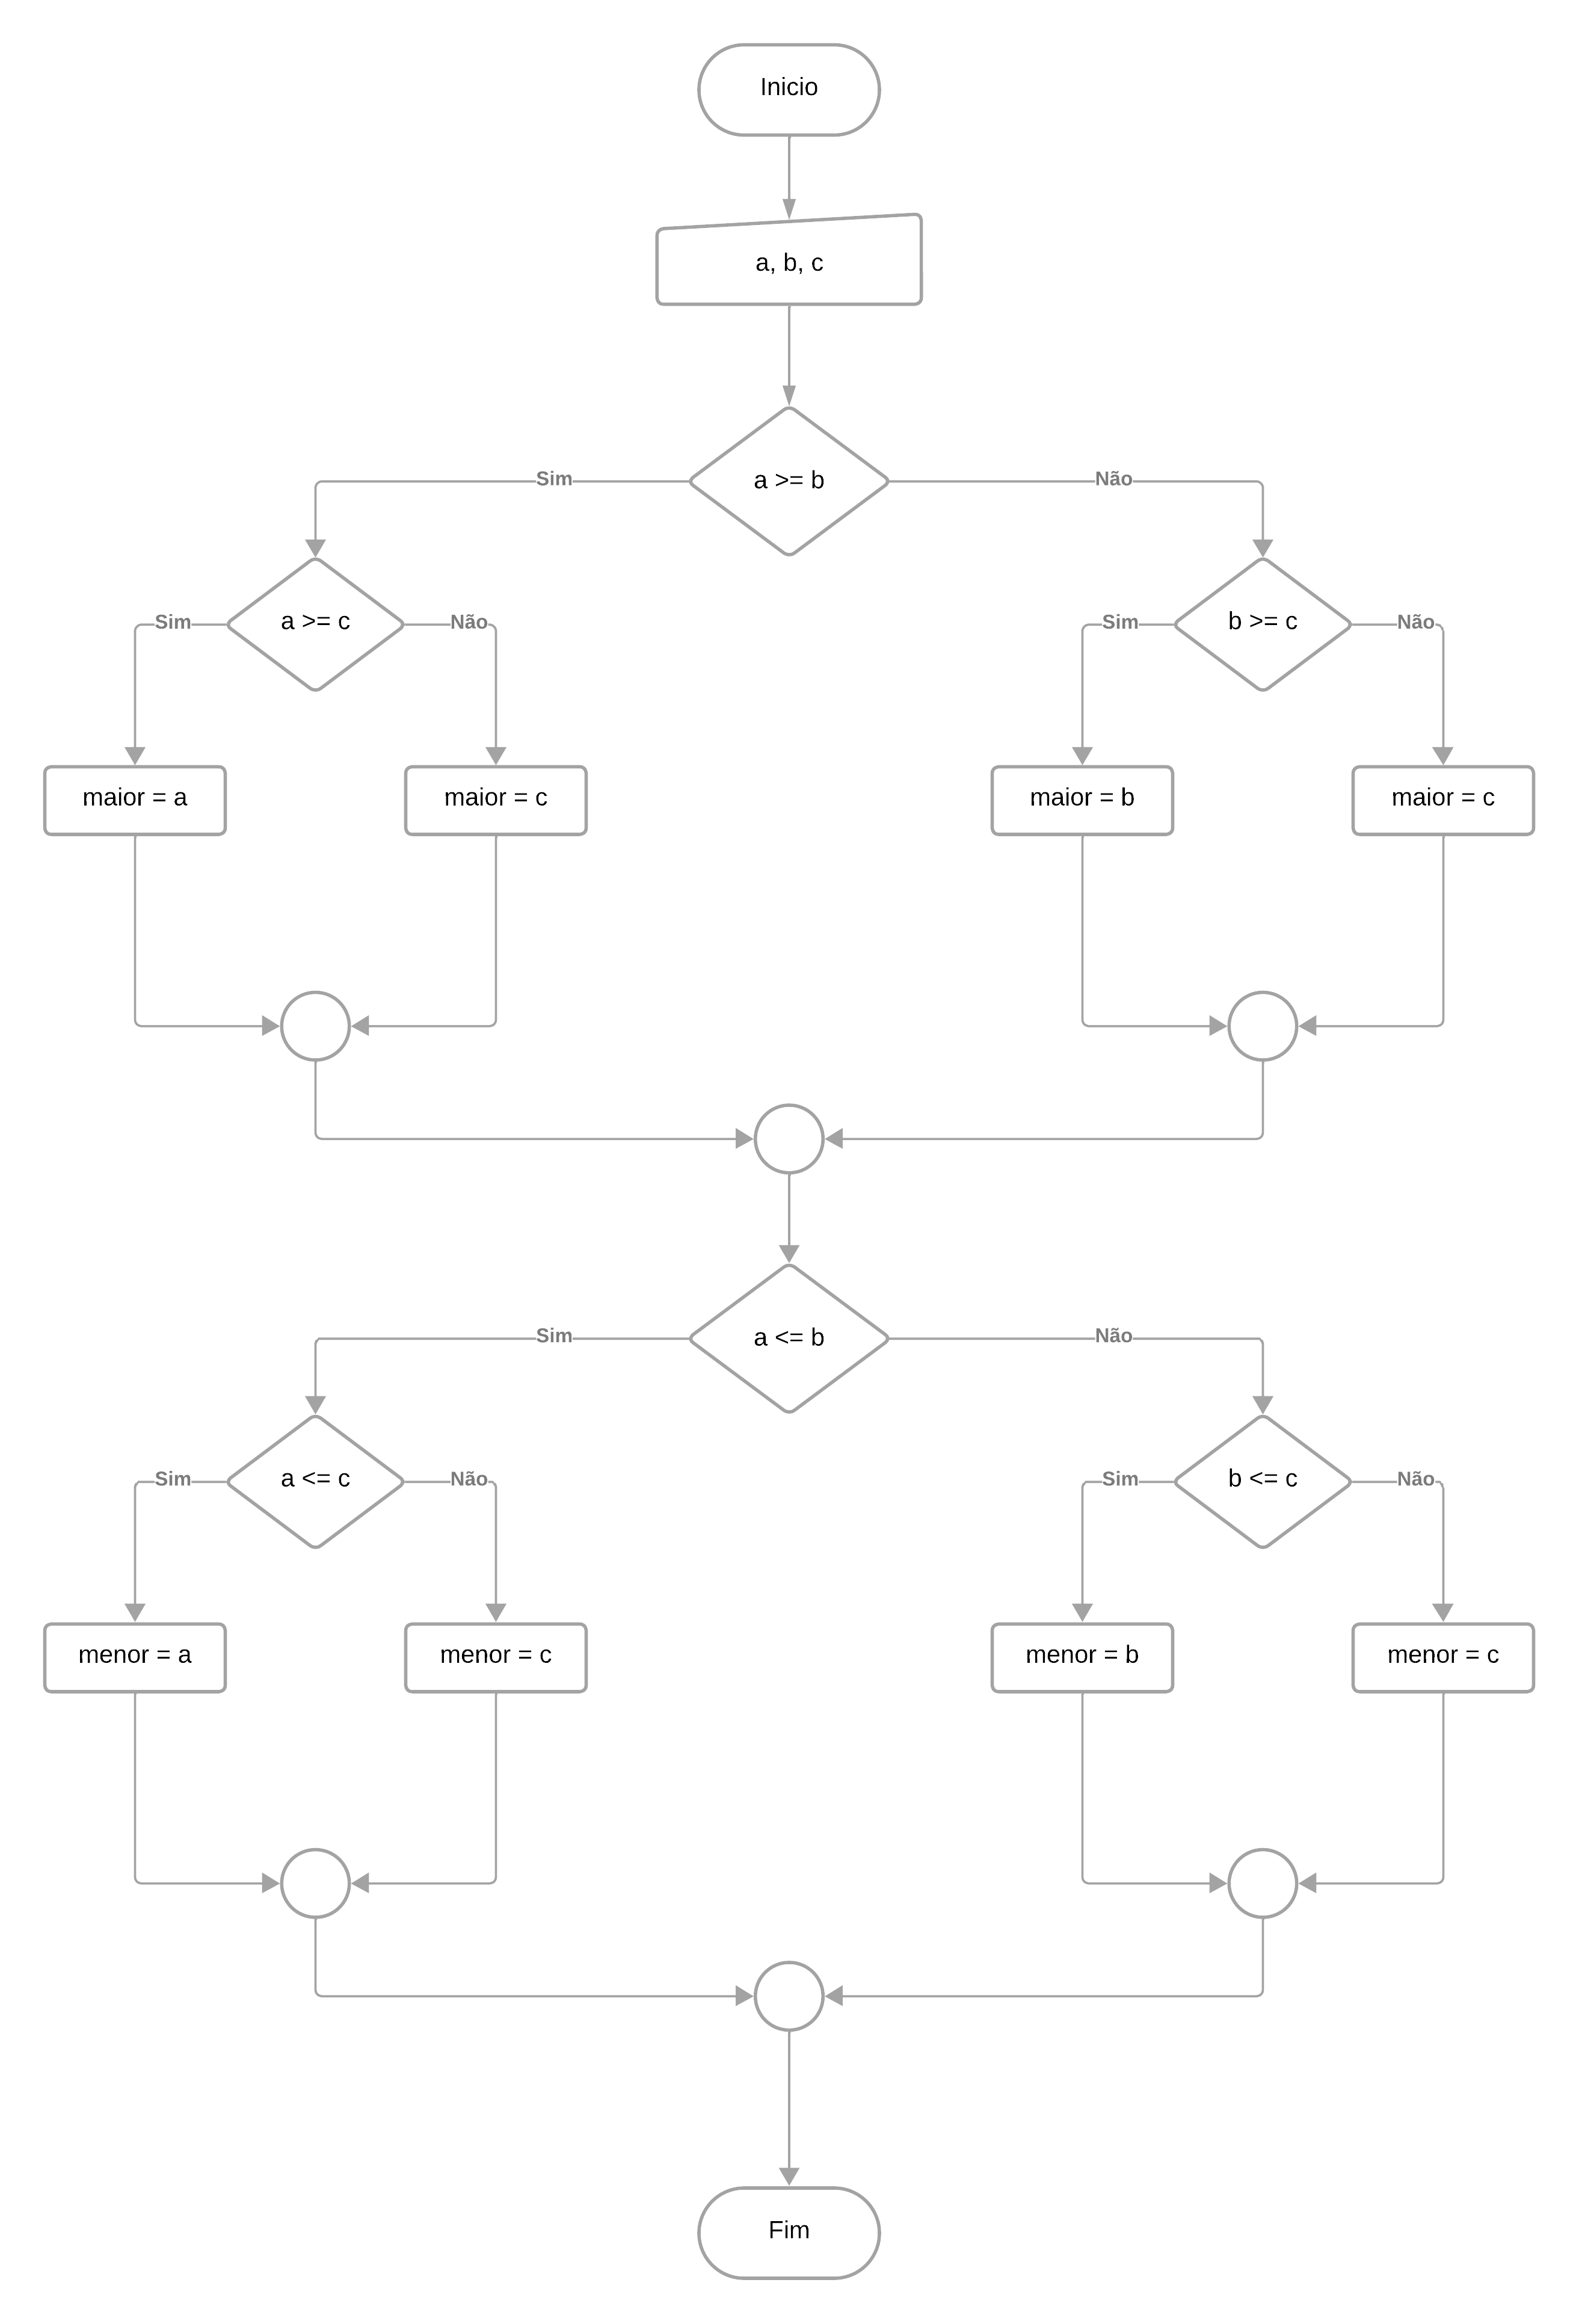 Inicio
a, b, c
a >= b
Sim
Não
a >= c
Sim
Não
b >= c
Sim
Não
maior = a
maior = c
maior = b
maior = c
a <= b
Sim
Não
a <= c
Sim
Não
b <= c
Sim
Não
menor = a
menor = c
menor = b
menor = c
Fim